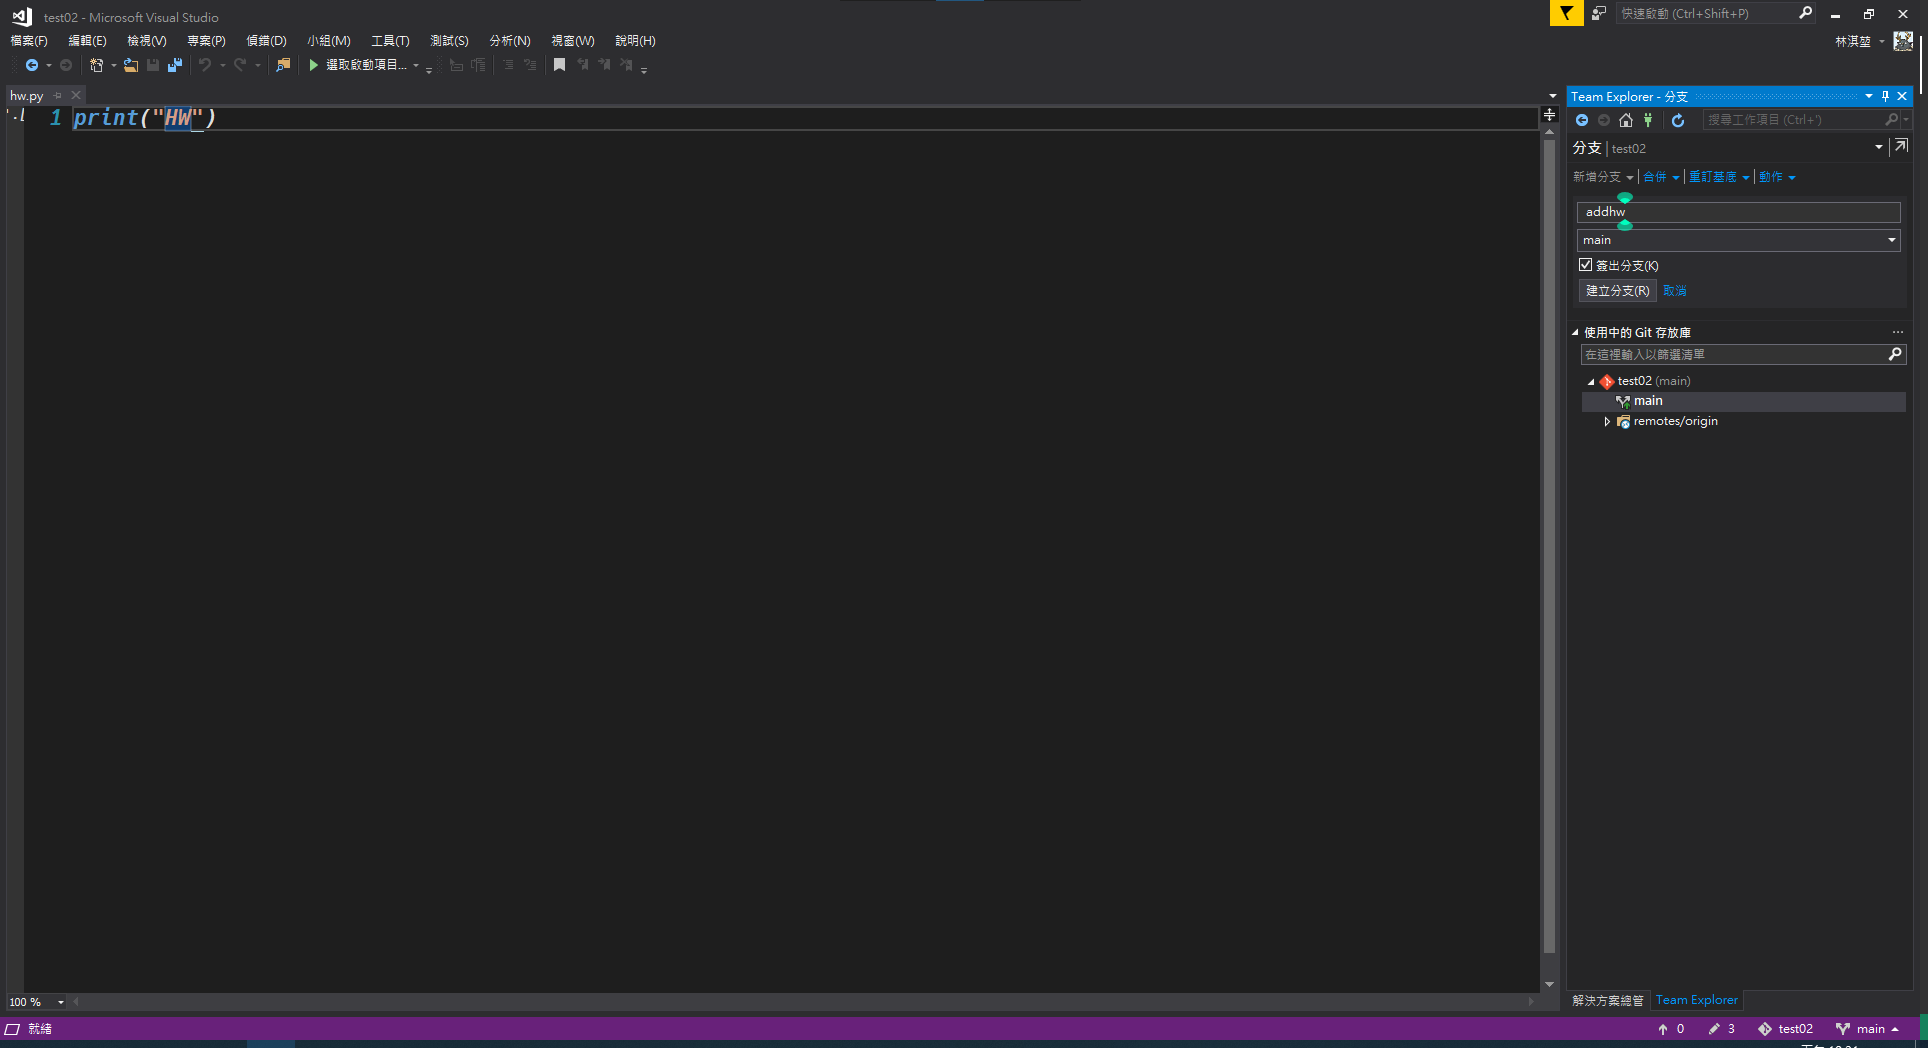 test02 - Microsoft Visual Studio
快速啟動 (Ctrl+Shift+P)
檔案(F) 編輯(E) 檢視(V) 專案(P) 偵錯(D) 小組(M) 工具(T) 測試(S) 分析(N) 視窗(W) 說明(H)
林淇堃
選取啟動項目...
hw.py
1 print("HW")
Team Explorer - 分支
搜尋工作項目 (Ctrl+')
分支 | test02
新增分支 | 合併 | 重訂基底 | 動作
addhw
main
簽出分支(K)
建立分支(R) 取消
使用中的 Git 存放庫 ...
在這裡輸入以篩選清單
test02 (main)
main
remotes/origin
100 %
解決方案總管 Team Explorer
就緒
0 3 test02 main